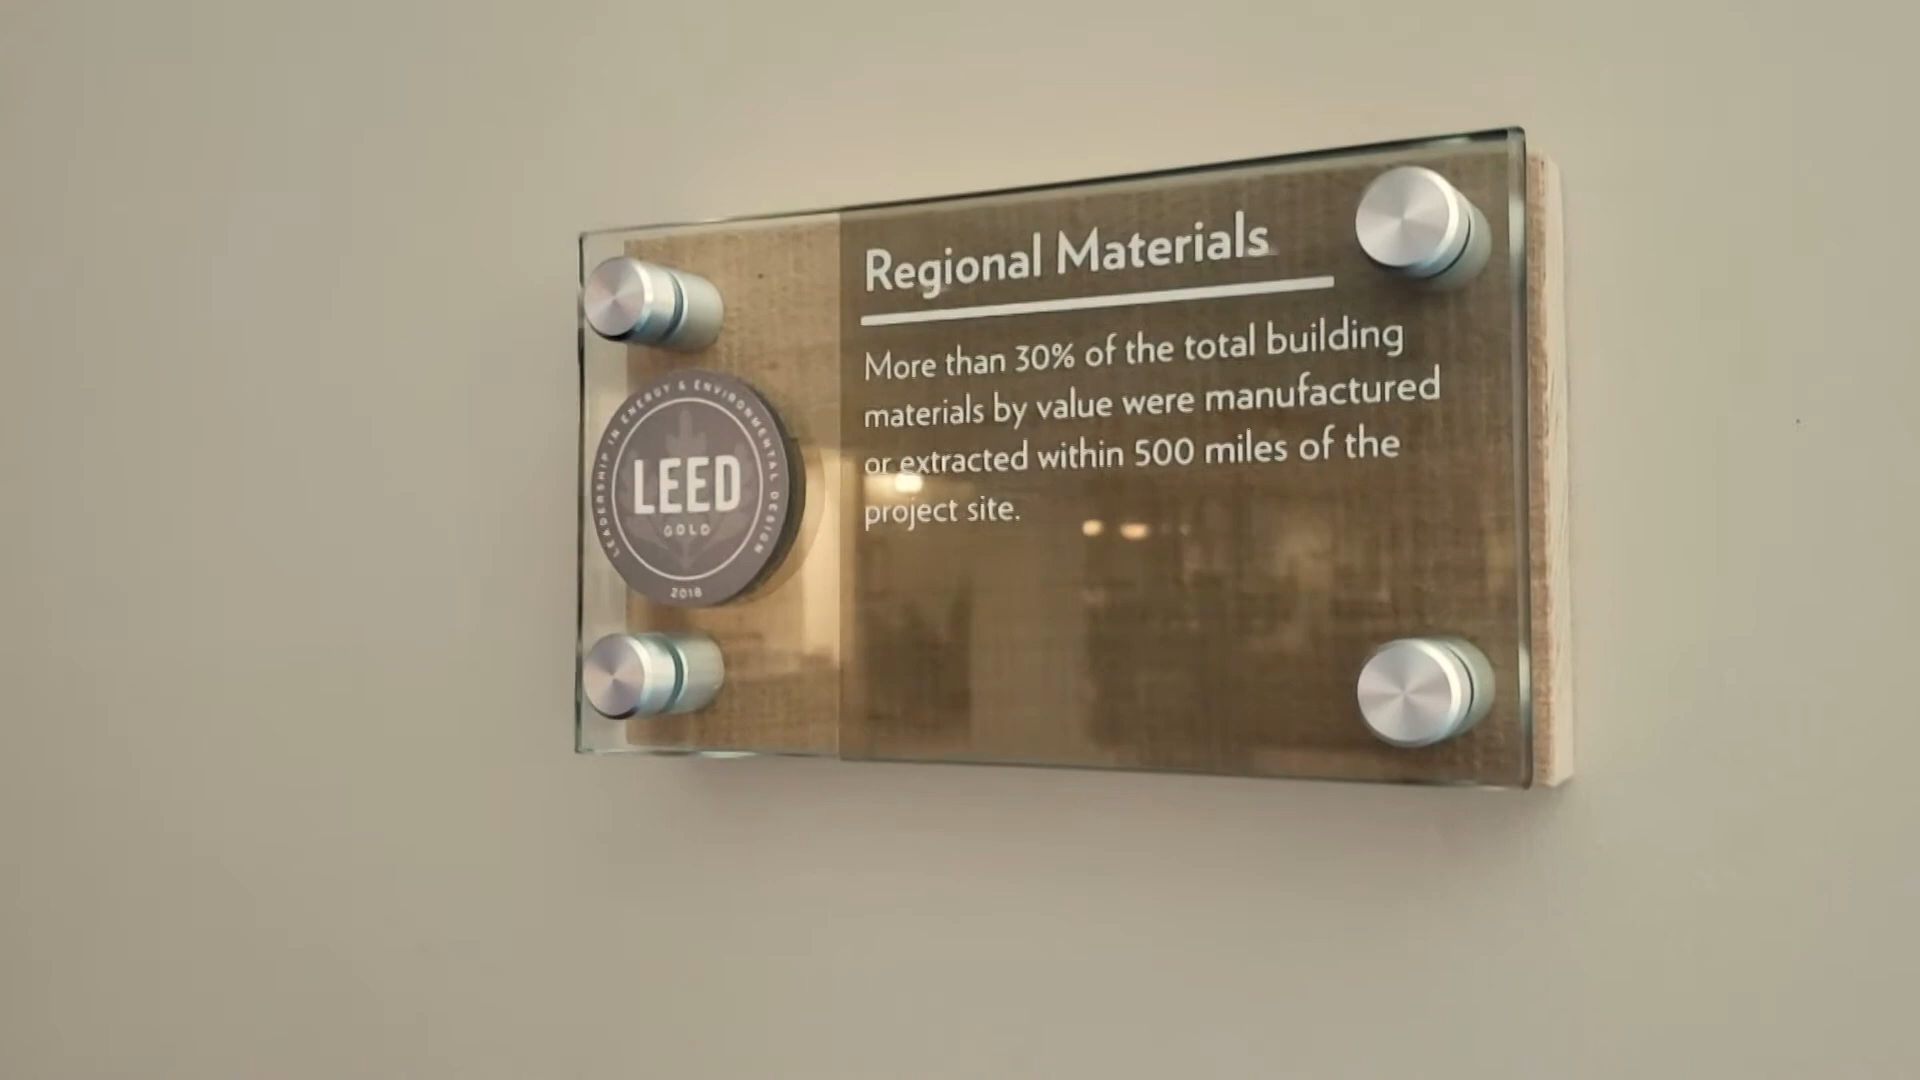 Regional Materials
More than 30% of the total building
materials by value were manufactured
or extracted within 500 miles of the
project site.
LEADERSHIP IN ENERGY & ENVIRONMENTAL DESIGN
LEED
GOLD
2018